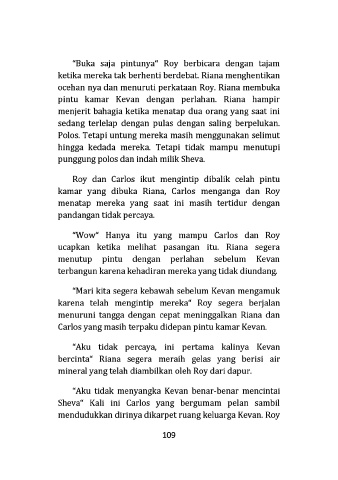 "Buka saja pintunya" Roy berbicara dengan tajam
ketika mereka tak berhenti berdebat. Riana menghentikan
ocehan nya dan menuruti perkataan Roy. Riana membuka
pintu kamar Kevan dengan perlahan. Riana hampir
menjerit bahagia ketika menatap dua orang yang saat ini
sedang terlelap dengan pulas dengan saling berpelukan.
Polos. Tetapi untung mereka masih menggunakan selimut
hingga kedada mereka. Tetapi tidak mampu menutupi
punggung polos dan indah milik Sheva.
Roy dan Carlos ikut mengintip dibalik celah pintu
kamar yang dibuka Riana, Carlos menganga dan Roy
menatap mereka yang saat ini masih tertidur dengan
pandangan tidak percaya.
"Wow" Hanya itu yang mampu Carlos dan Roy
ucapkan ketika melihat pasangan itu. Riana segera
menutup pintu dengan perlahan sebelum Kevan
terbangun karena kehadiran mereka yang tidak diundang.
"Mari kita segera kebawah sebelum Kevan mengamuk
karena telah mengintip mereka" Roy segera berjalan
menuruni tangga dengan cepat meninggalkan Riana dan
Carlos yang masih terpaku didepan pintu kamar Kevan.
"Aku tidak percaya, ini pertama kalinya Kevan
bercinta" Riana segera meraih gelas yang berisi air
mineral yang telah diambilkan oleh Roy dari dapur.
"Aku tidak menyangka Kevan benar-benar mencintai
Sheva" Kali ini Carlos yang bergumam pelan sambil
mendudukkan dirinya dikarpet ruang keluarga Kevan. Roy
109